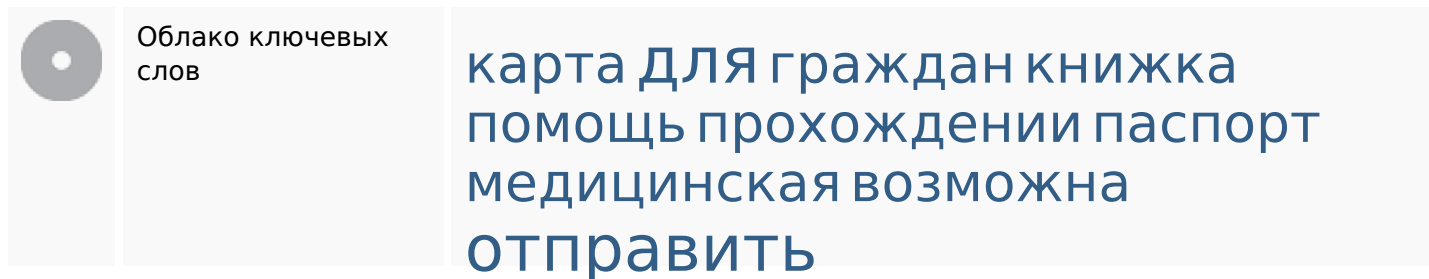 Облако ключевых
слов
карта для граждан книжка
помощь прохождении паспорт
медицинская возможна
отправить